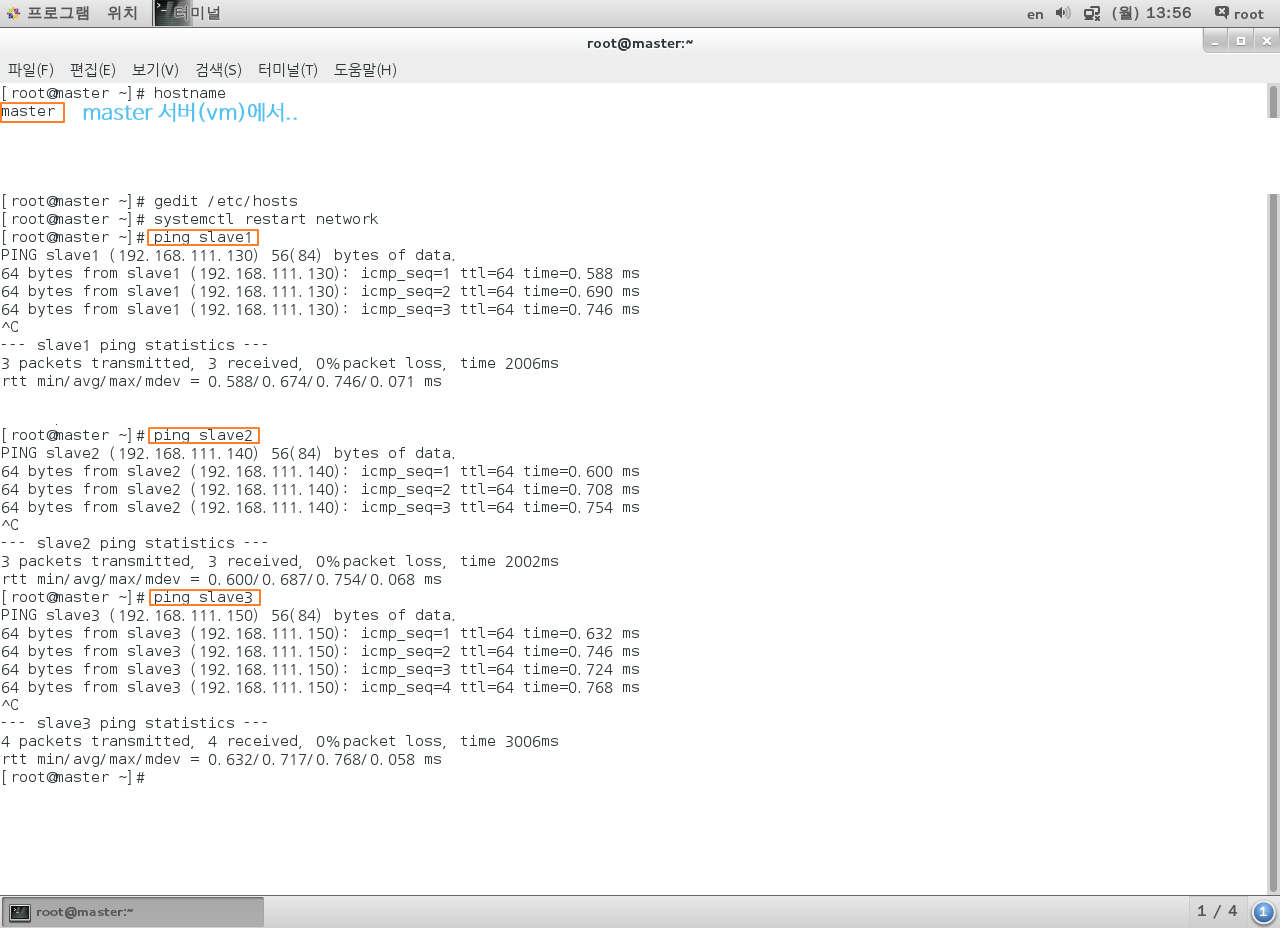 프로그램 위치 터미널 en (월) 13:56 root
root@master:~
파일(F) 편집(E) 보기(V) 검색(S) 터미널(T) 도움말(H)
[root@master ~]# hostname
master master 서버(vm)에서..
[root@master ~]# gedit /etc/hosts
[root@master ~]# systemctl restart network
[root@master ~]# ping slave1
PING slave1 (192.168.111.130) 56(84) bytes of data.
64 bytes from slave1 (192.168.111.130): icmp_seq=1 ttl=64 time=0.588 ms
64 bytes from slave1 (192.168.111.130): icmp_seq=2 ttl=64 time=0.690 ms
64 bytes from slave1 (192.168.111.130): icmp_seq=3 ttl=64 time=0.746 ms
^C
--- slave1 ping statistics ---
3 packets transmitted, 3 received, 0% packet loss, time 2006ms
rtt min/avg/max/mdev = 0.588/0.674/0.746/0.071 ms
[root@master ~]# ping slave2
PING slave2 (192.168.111.140) 56(84) bytes of data.
64 bytes from slave2 (192.168.111.140): icmp_seq=1 ttl=64 time=0.600 ms
64 bytes from slave2 (192.168.111.140): icmp_seq=2 ttl=64 time=0.708 ms
64 bytes from slave2 (192.168.111.140): icmp_seq=3 ttl=64 time=0.754 ms
^C
--- slave2 ping statistics ---
3 packets transmitted, 3 received, 0% packet loss, time 2002ms
rtt min/avg/max/mdev = 0.600/0.687/0.754/0.068 ms
[root@master ~]# ping slave3
PING slave3 (192.168.111.150) 56(84) bytes of data.
64 bytes from slave3 (192.168.111.150): icmp_seq=1 ttl=64 time=0.632 ms
64 bytes from slave3 (192.168.111.150): icmp_seq=2 ttl=64 time=0.746 ms
64 bytes from slave3 (192.168.111.150): icmp_seq=3 ttl=64 time=0.724 ms
64 bytes from slave3 (192.168.111.150): icmp_seq=4 ttl=64 time=0.768 ms
^C
--- slave3 ping statistics ---
4 packets transmitted, 4 received, 0% packet loss, time 3006ms
rtt min/avg/max/mdev = 0.632/0.717/0.768/0.058 ms
[root@master ~]#
root@master:~ 1 / 4 1